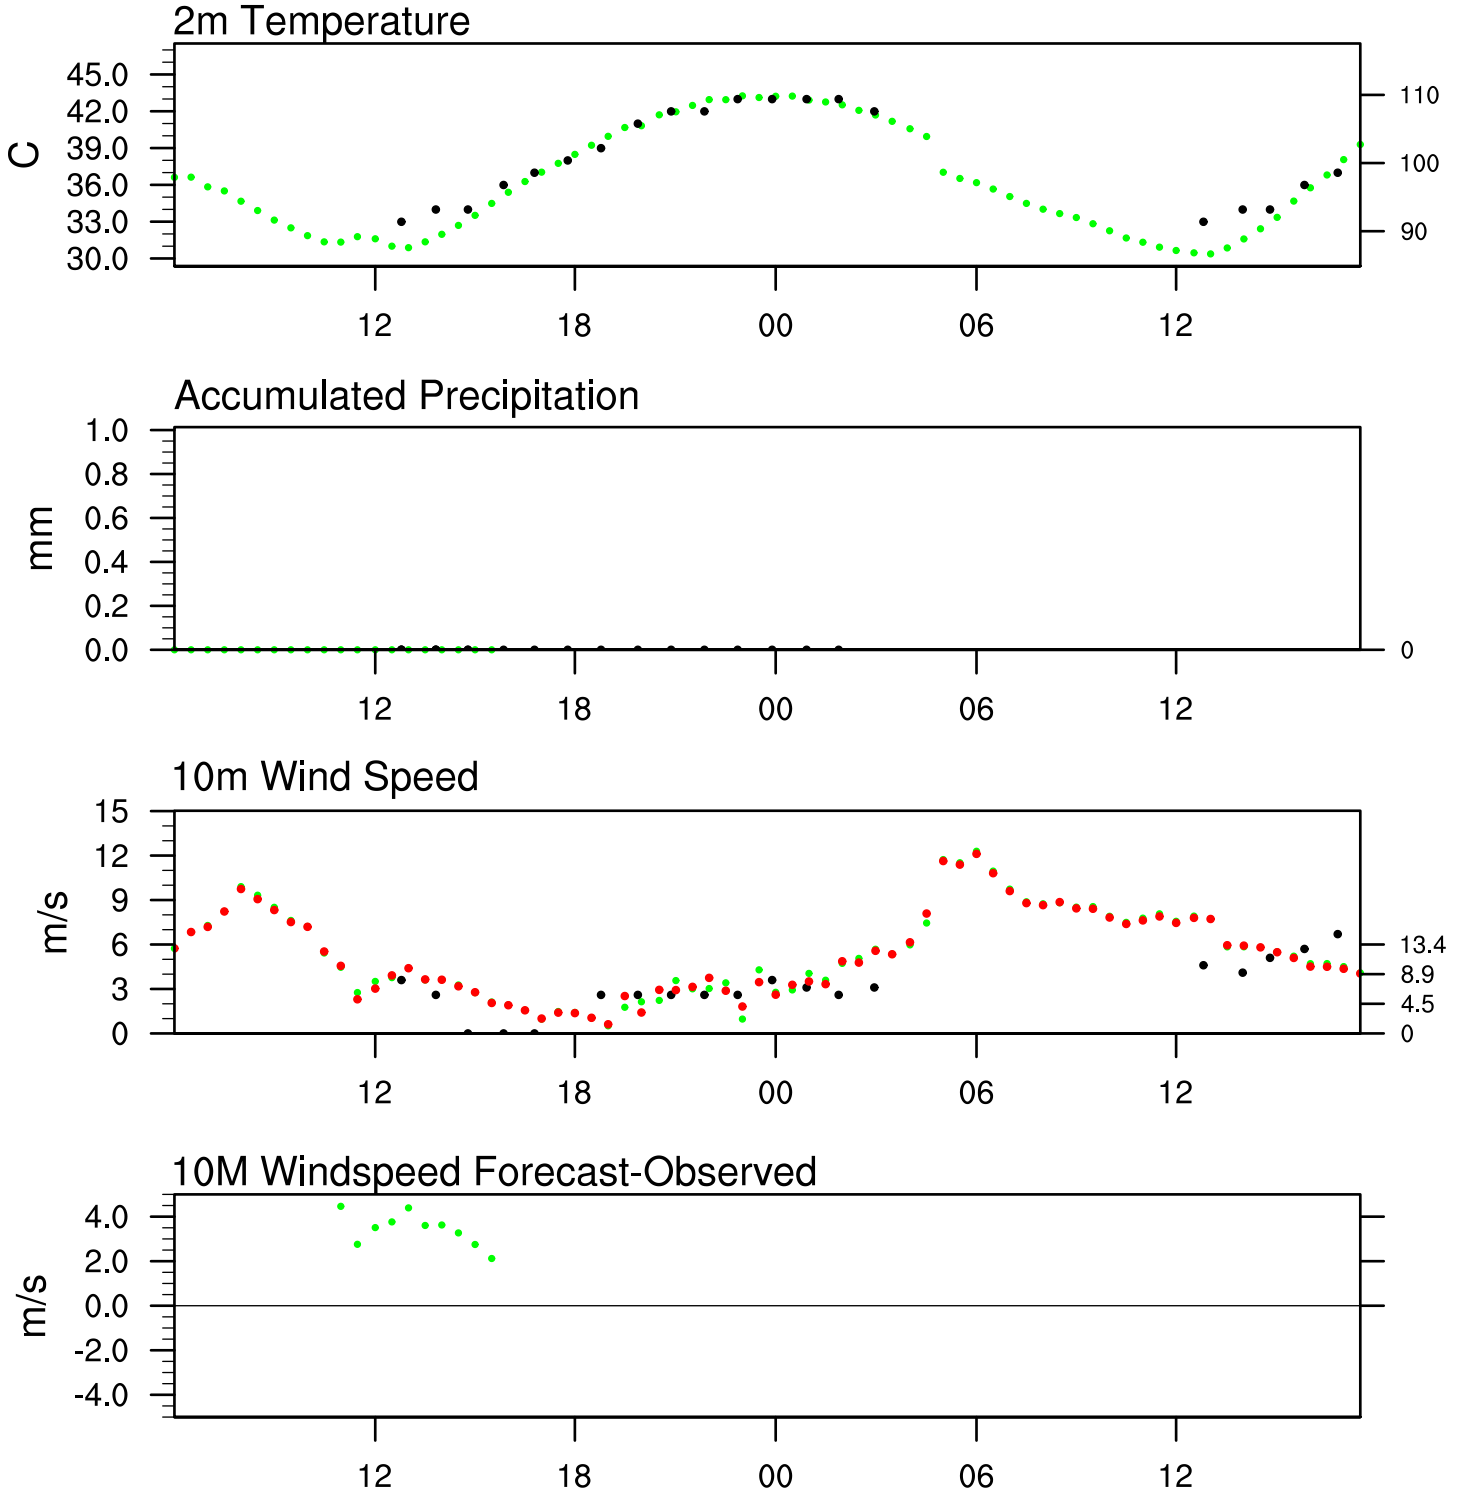 2m Temperature
45.0
42.0
39.0
36.0
33.0
30.0
C
110
100
90
12 18 00 06 12
Accumulated Precipitation
1.0
0.8
0.6
0.4
0.2
0.0
mm
0
12 18 00 06 12
10m Wind Speed
15
12
9
6
3
0
m/s
13.4
8.9
4.5
0
12 18 00 06 12
10M Windspeed Forecast-Observed
4.0
2.0
0.0
-2.0
-4.0
m/s
12 18 00 06 12